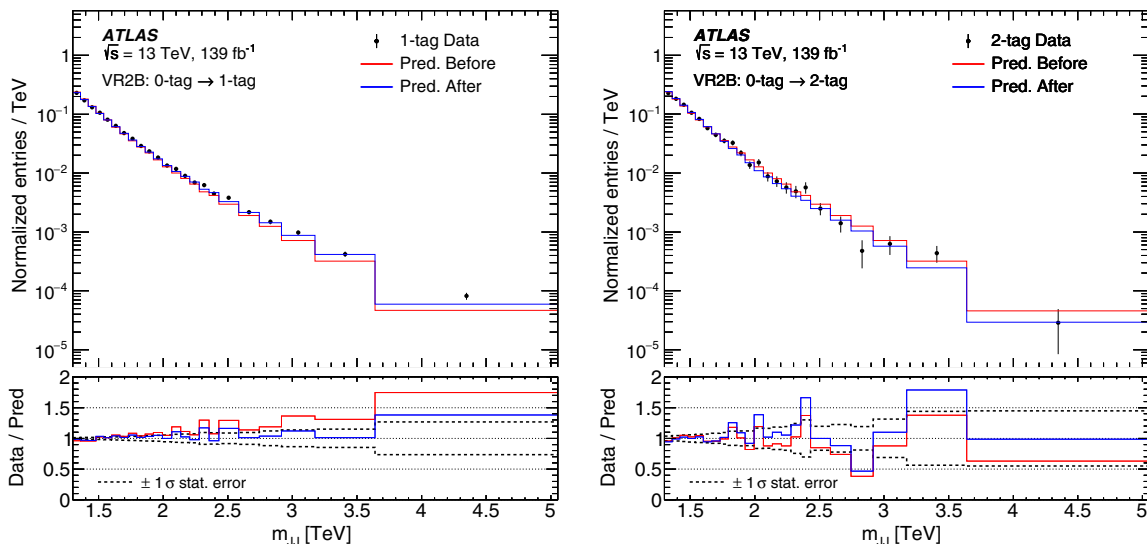 ATLAS
√s = 13 TeV, 139 fb⁻¹
VR2B: 0-tag → 1-tag
1-tag Data
Pred. Before
Pred. After
Normalized entries / TeV
1
10⁻¹
10⁻²
10⁻³
10⁻⁴
10⁻⁵
Data / Pred
2
1.5
1
0.5
0
± 1 σ stat. error
1.5 2 2.5 3 3.5 4 4.5 5
m_JJ [TeV]
ATLAS
√s = 13 TeV, 139 fb⁻¹
VR2B: 0-tag → 2-tag
2-tag Data
Pred. Before
Pred. After
Normalized entries / TeV
1
10⁻¹
10⁻²
10⁻³
10⁻⁴
10⁻⁵
Data / Pred
2
1.5
1
0.5
0
± 1 σ stat. error
1.5 2 2.5 3 3.5 4 4.5 5
m_JJ [TeV]